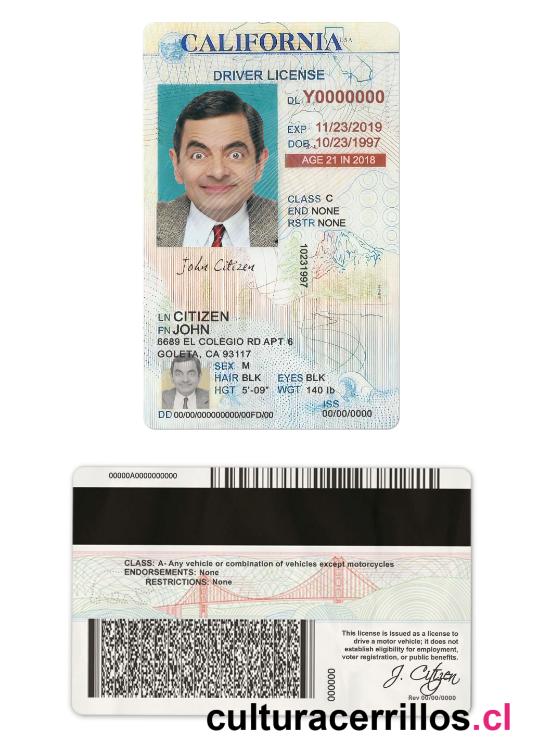 CALIFORNIA USA
DRIVER LICENSE
DL Y0000000
EXP 11/23/2019
DOB 10/23/1997
AGE 21 IN 2018
CLASS C
END NONE
RSTR NONE
10231997
John Citizen
LN CITIZEN
FN JOHN
6689 EL COLEGIO RD APT 6
GOLETA, CA 93117
SEX M
HAIR BLK EYES BLK
HGT 5'-09" WGT 140 lb
ISS
DD 00/00/000000000/00FD/00 00/00/0000
00000A0000000000
CLASS: A- Any vehicle or combination of vehicles except motorcycles
ENDORSEMENTS: None
RESTRICTIONS: None
This license is issued as a license to
drive a motor vehicle; it does not
establish eligibility for employment,
voter registration, or public benefits.
J. Citizen
000000
Rev 00/00/0000
culturacerrillos.cl